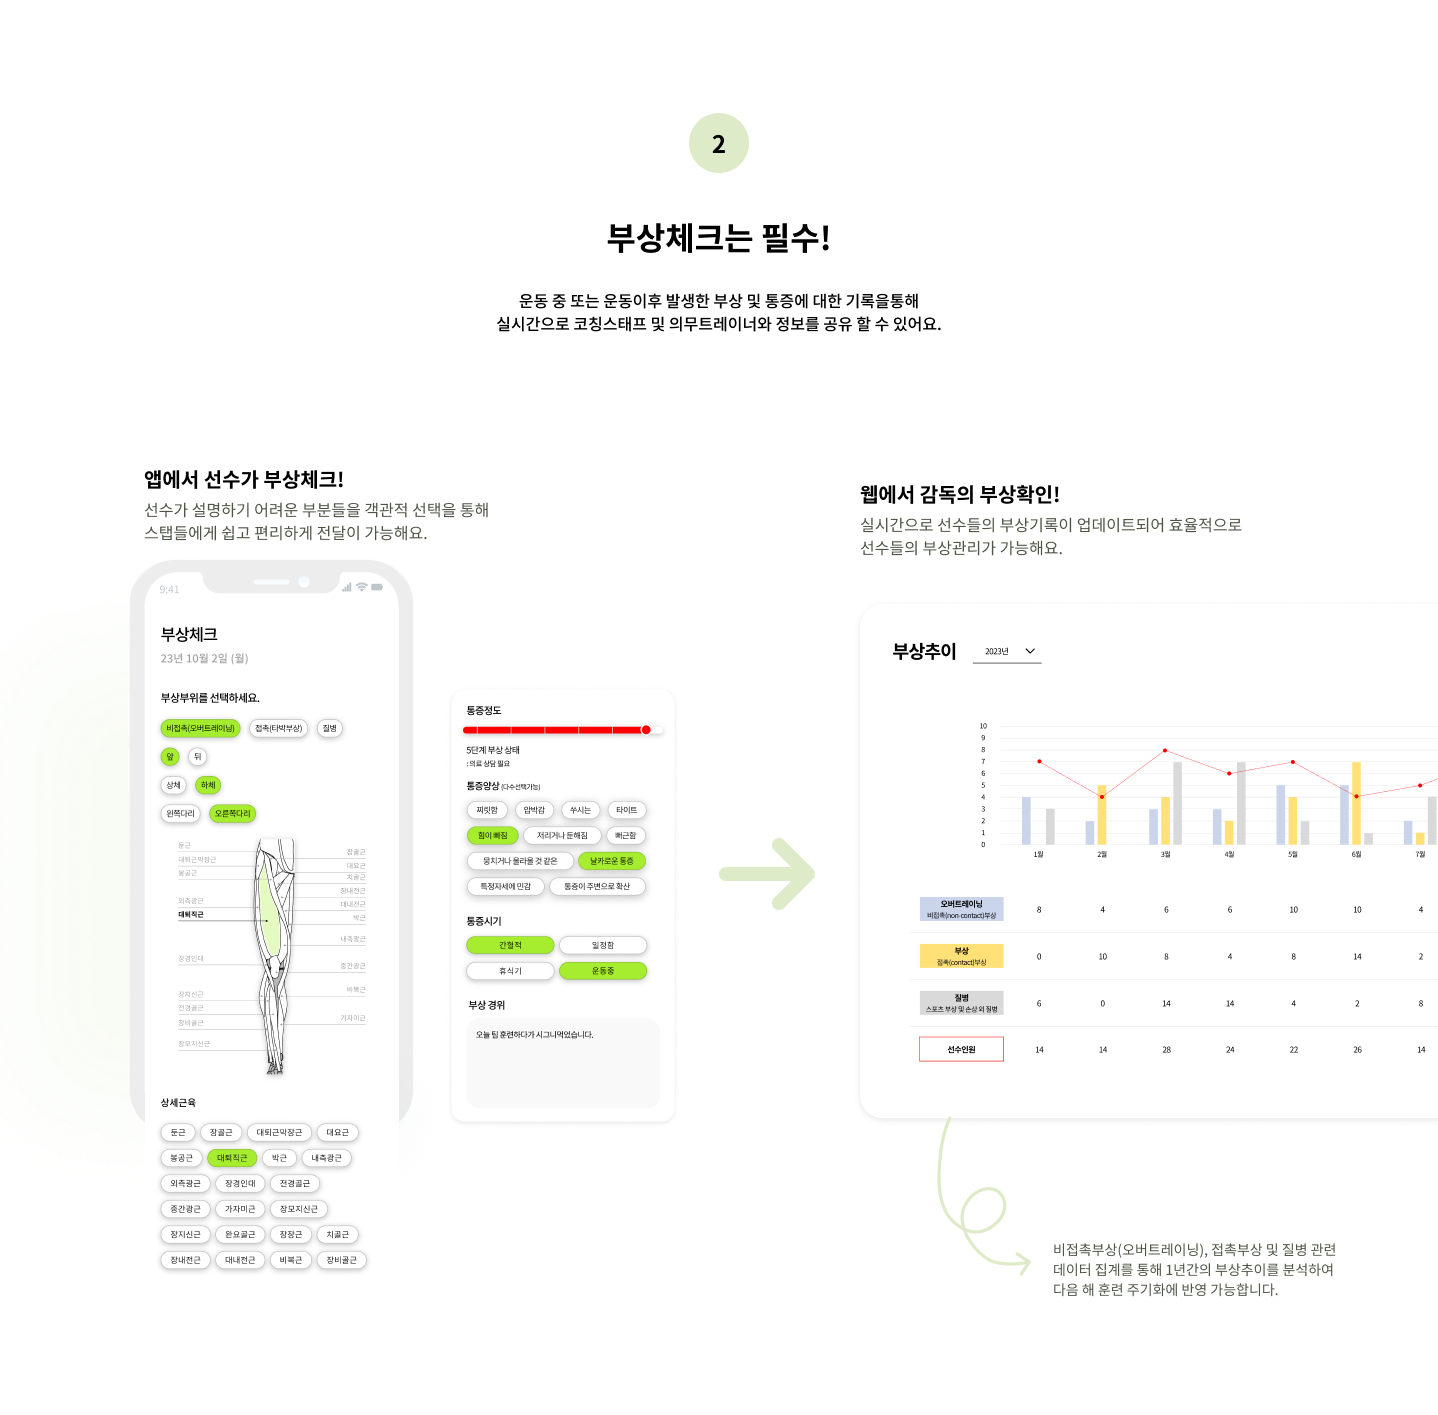 2
부상체크는 필수!
운동 중 또는 운동이후 발생한 부상 및 통증에 대한 기록을통해
실시간으로 코칭스태프 및 의무트레이너와 정보를 공유 할 수 있어요.
앱에서 선수가 부상체크!
선수가 설명하기 어려운 부분들을 객관적 선택을 통해
스탭들에게 쉽고 편리하게 전달이 가능해요.
9:41
부상체크
23년 10월 2일 (월)
부상부위를 선택하세요.
비접촉(오버트레이닝) 접촉(타박부상) 질병
앞 뒤
상체 하체
왼쪽다리 오른쪽다리
둔근
대퇴근막장근
봉공근
외측광근
대퇴직근
장경인대
장지신근
전경골근
장비골근
장모지신근
장골근
대요근
치골근
장내전근
대내전근
박근
내측광근
중간광근
비복근
가자미근
상세근육
둔근 장골근 대퇴근막장근 대요근
봉공근 대퇴직근 박근 내측광근
외측광근 장경인대 전경골근
중간광근 가자미근 장모지신근
장지신근 완요골근 장장근 치골근
장내전근 대내전근 비복근 장비골근
통증정도
5단계 부상 상태
: 의료 상담 필요
통증양상 (다수선택가능)
찌릿함 압박감 쑤시는 타이트
힘이 빠짐 저리거나 둔해짐 뻐근함
뭉치거나 올라올 것 같은 날카로운 통증
특정자세에 민감 통증이 주변으로 확산
통증시기
간헐적 일정함
휴식기 운동중
부상 경위
오늘 팀 훈련하다가 시그니먹었습니다.
웹에서 감독의 부상확인!
실시간으로 선수들의 부상기록이 업데이트되어 효율적으로
선수들의 부상관리가 가능해요.
부상추이 2023년
10
9
8
7
6
5
4
3
2
1
0
1월 2월 3월 4월 5월 6월 7월
오버트레이닝
비접촉(non-contact)부상
8 4 6 6 10 10 4
부상
접촉(contact)부상
0 10 8 4 8 14 2
질병
스포츠 부상 및 손상 외 질병
6 0 14 14 4 2 8
선수인원 14 14 28 24 22 26 14
비접촉부상(오버트레이닝), 접촉부상 및 질병 관련
데이터 집계를 통해 1년간의 부상추이를 분석하여
다음 해 훈련 주기화에 반영 가능합니다.